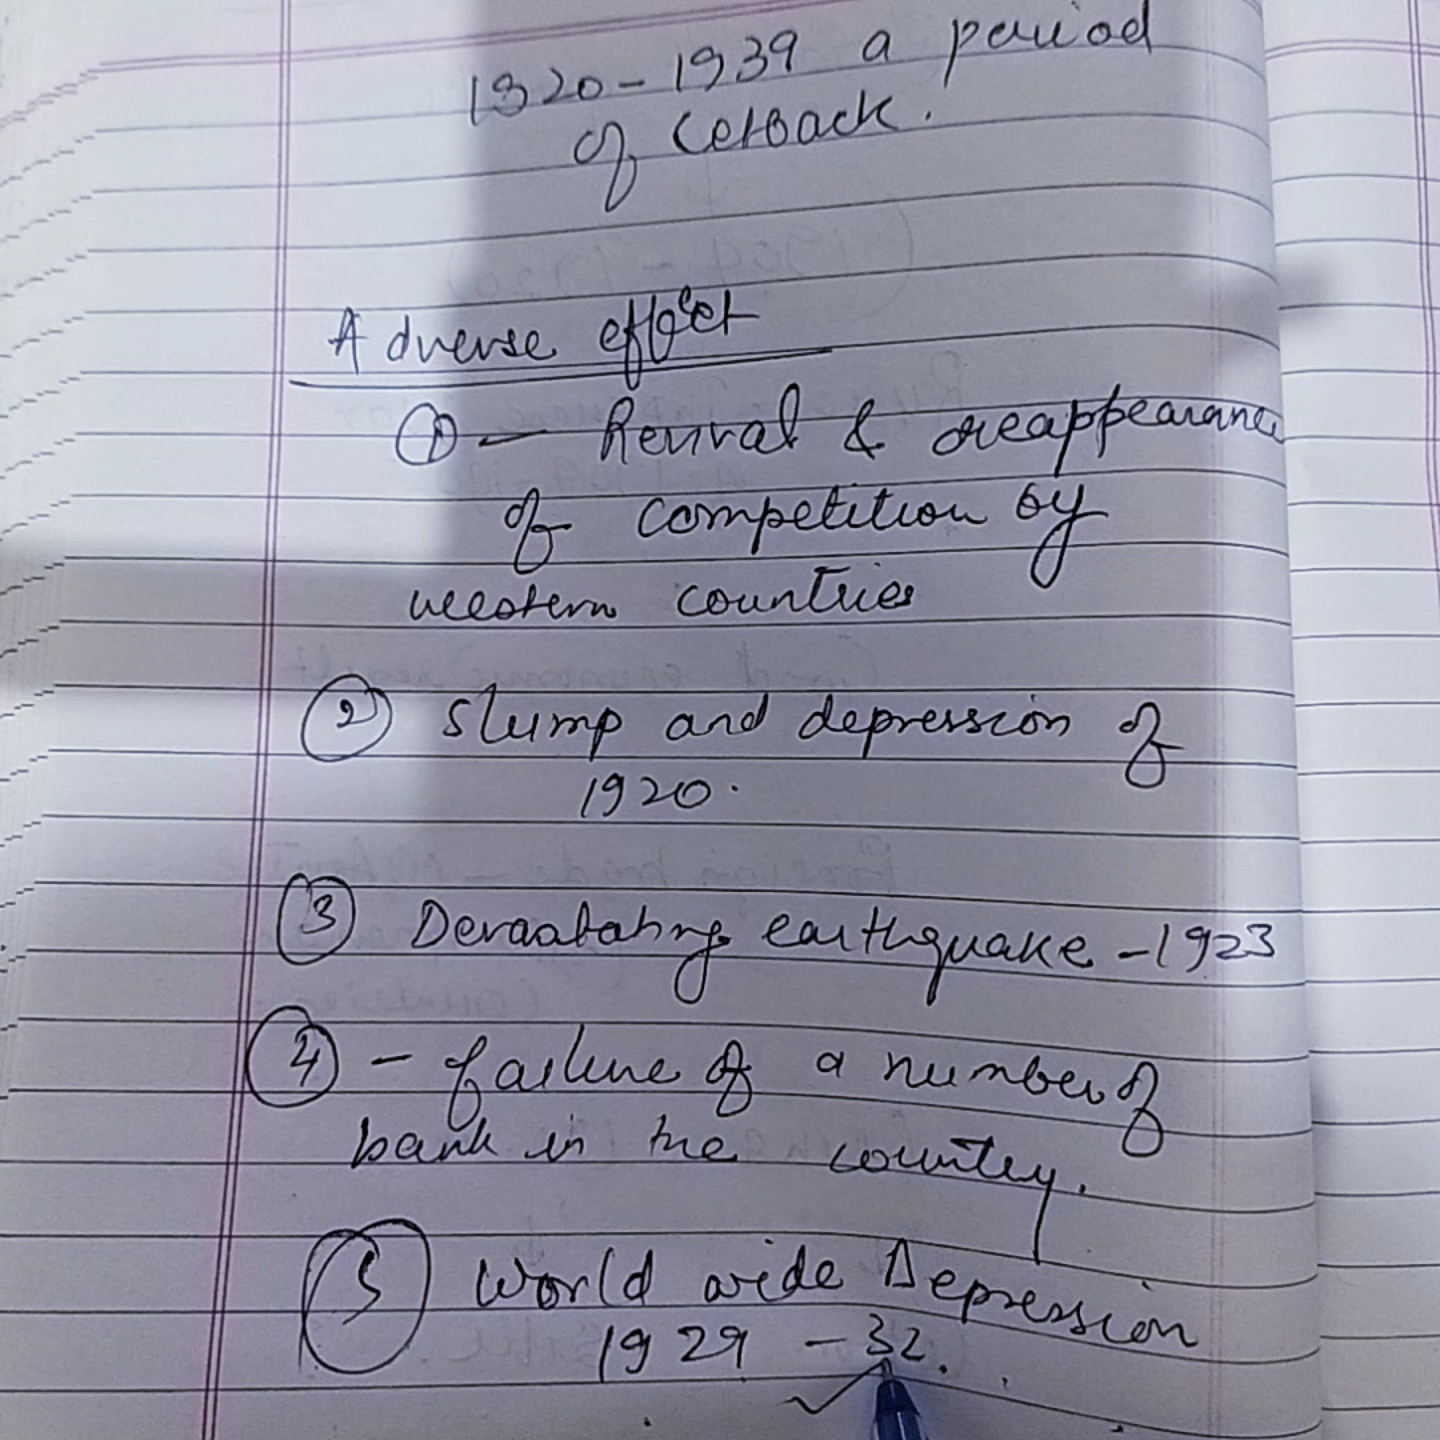 1920-1939 a period
of Setback.
Adverse effect
① - Revival & reappearance
of competition by
western countries
② Slump and depression of
1920.
③ Devastating earthquake - 1923
④ - failure of a number of
bank in the country.
⑤ World wide Depression
1929 - 32.